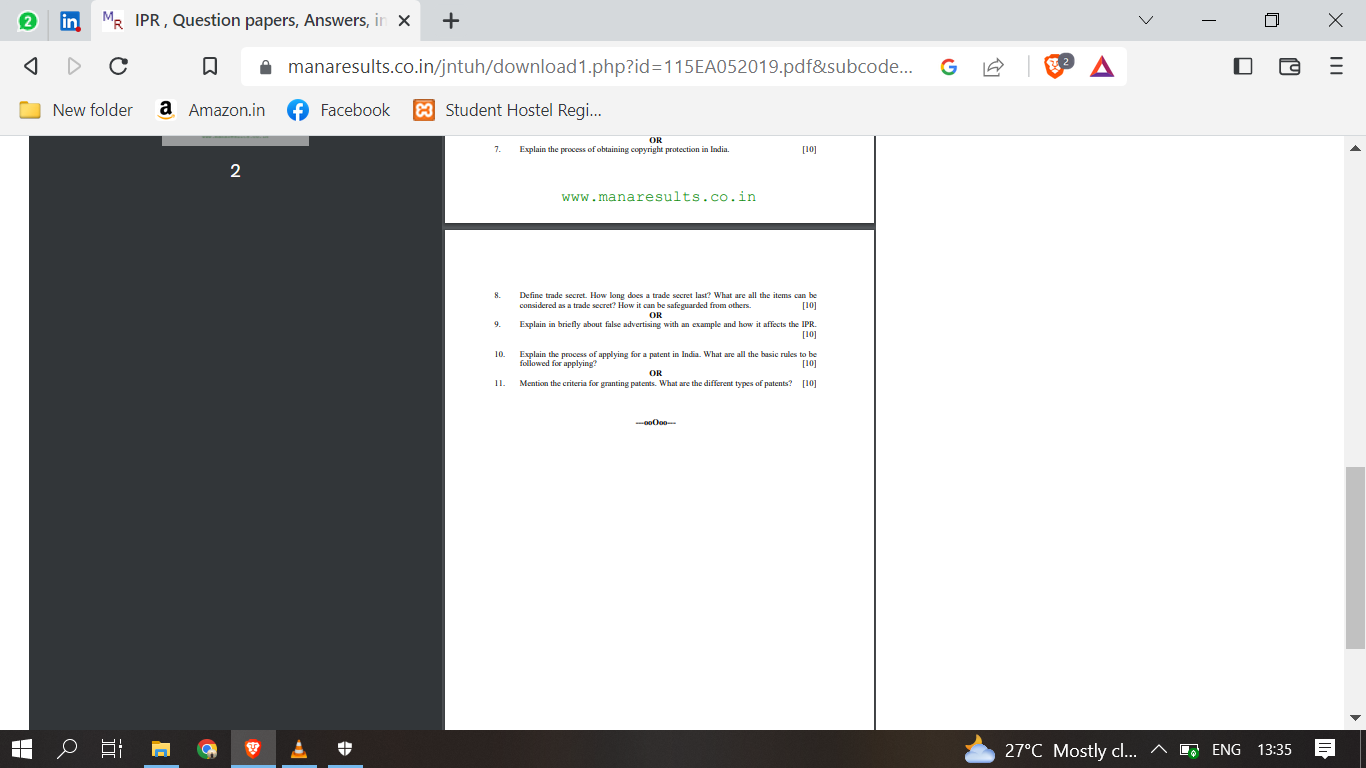 2
in
M R IPR , Question papers, Answers, in
manaresults.co.in/jntuh/download1.php?id=115EA052019.pdf&subcode...
G
2
New folder
a Amazon.in
Facebook
Student Hostel Regi...
2
OR
7. Explain the process of obtaining copyright protection in India. [10]
www.manaresults.co.in
8. Define trade secret. How long does a trade secret last? What are all the items can be
considered as a trade secret? How it can be safeguarded from others. [10]
OR
9. Explain in briefly about false advertising with an example and how it affects the IPR.
[10]
10. Explain the process of applying for a patent in India. What are all the basic rules to be
followed for applying? [10]
OR
11. Mention the criteria for granting patents. What are the different types of patents? [10]
---ooOoo---
27°C Mostly cl... ENG 13:35